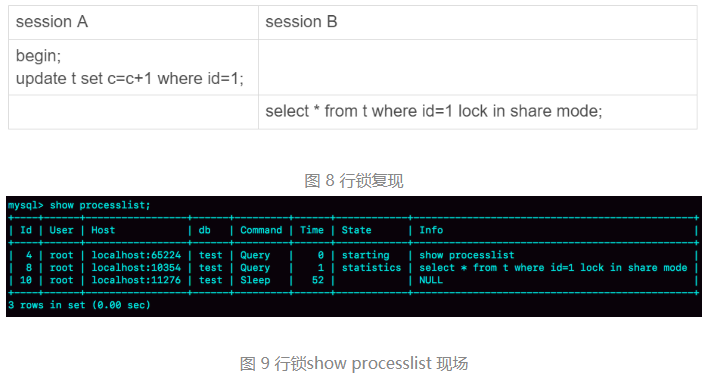 session A session B
begin;
update t set c=c+1 where id=1;
select * from t where id=1 lock in share mode;
图 8 行锁复现
mysql> show processlist;
+----+------+-----------------+------+---------+------+------------+----------------------------------------------+
| Id | User | Host            | db   | Command | Time | State      | Info                                         |
+----+------+-----------------+------+---------+------+------------+----------------------------------------------+
|  4 | root | localhost:65224 | test | Query   |    0 | starting   | show processlist                             |
|  8 | root | localhost:10354 | test | Query   |    1 | statistics | select * from t where id=1 lock in share mode |
| 10 | root | localhost:11276 | test | Sleep   |   52 |            | NULL                                         |
+----+------+-----------------+------+---------+------+------------+----------------------------------------------+
3 rows in set (0.00 sec)
图 9 行锁show processlist 现场